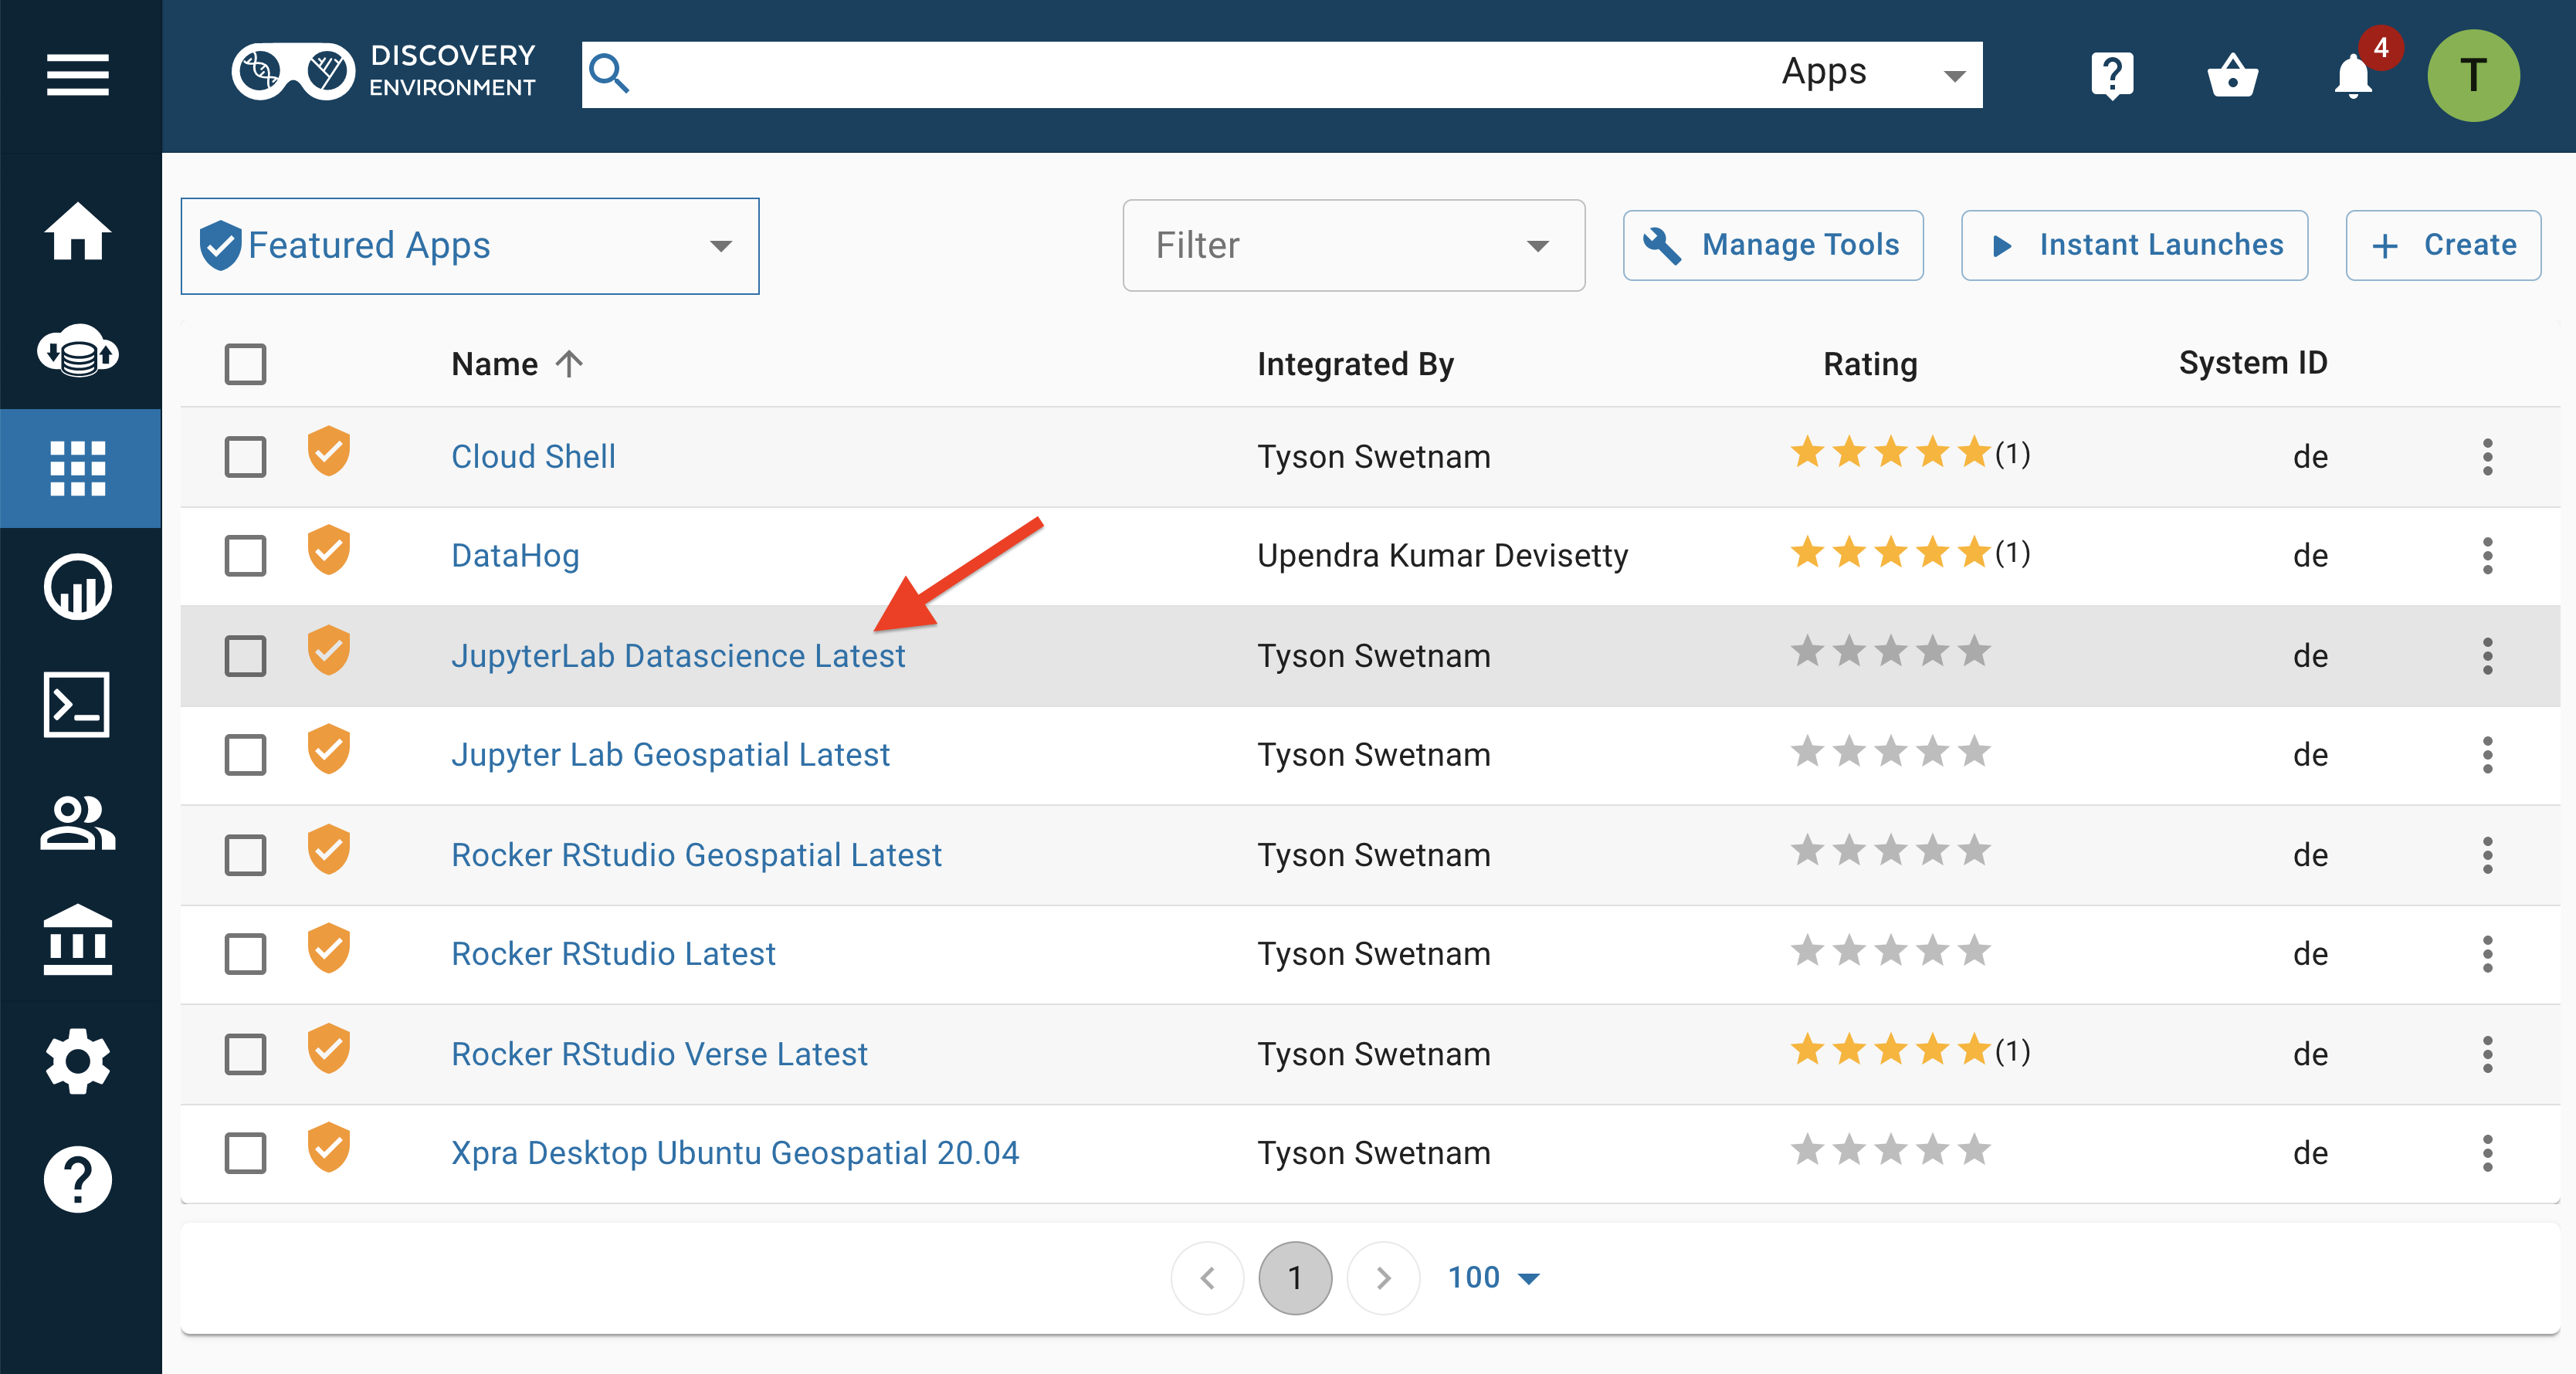 DISCOVERY
ENVIRONMENT
Apps
4
T
Featured Apps
Filter
Manage Tools
Instant Launches
+ Create
Name ↑ Integrated By Rating System ID
Cloud Shell Tyson Swetnam (1) de
DataHog Upendra Kumar Devisetty (1) de
JupyterLab Datascience Latest Tyson Swetnam de
Jupyter Lab Geospatial Latest Tyson Swetnam de
Rocker RStudio Geospatial Latest Tyson Swetnam de
Rocker RStudio Latest Tyson Swetnam de
Rocker RStudio Verse Latest Tyson Swetnam (1) de
Xpra Desktop Ubuntu Geospatial 20.04 Tyson Swetnam de
< 1 > 100